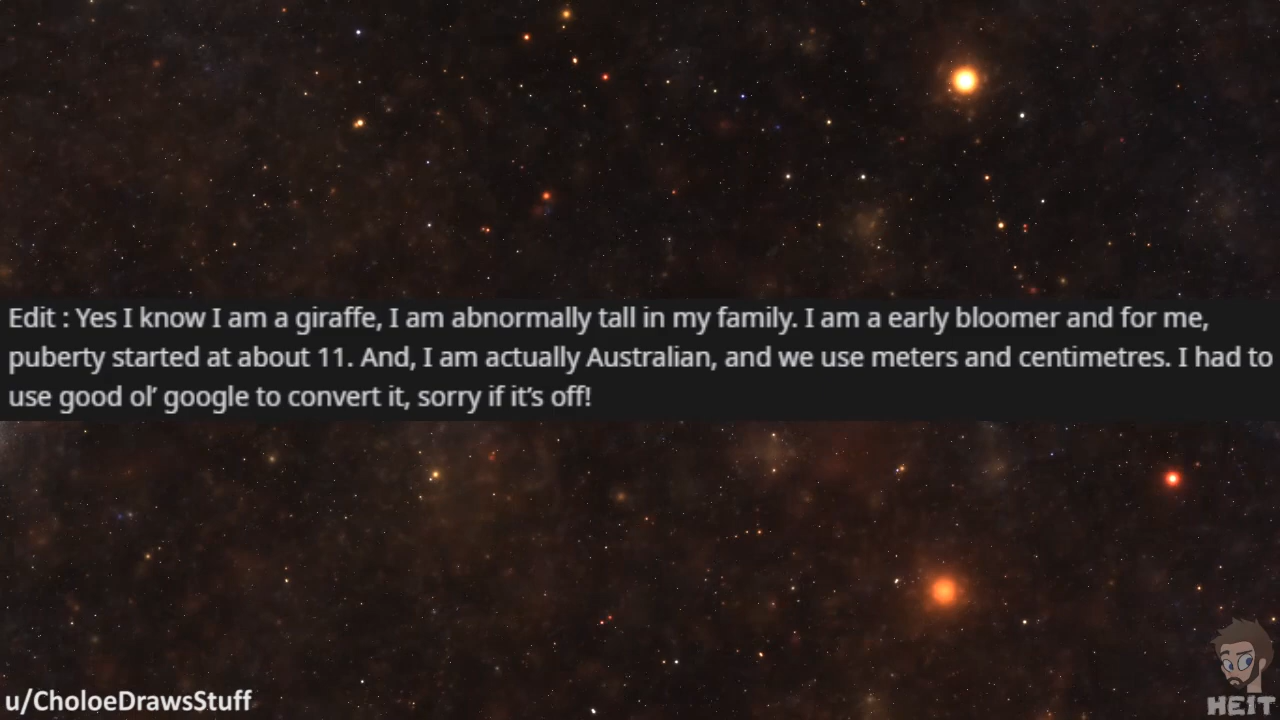 Edit : Yes I know I am a giraffe, I am abnormally tall in my family. I am a early bloomer and for me,
puberty started at about 11. And, I am actually Australian, and we use meters and centimetres. I had to
use good ol’ google to convert it, sorry if it’s off!
u/CholoeDrawsStuff
HEIT